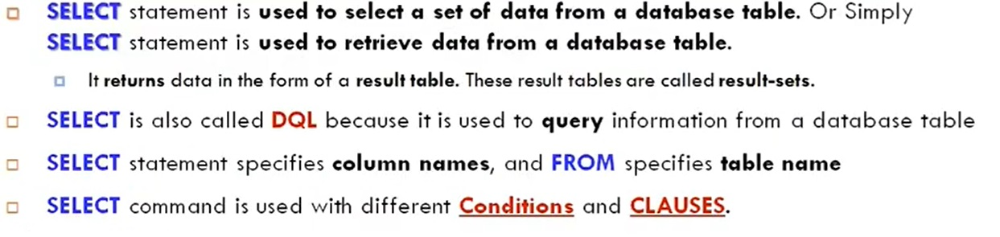 SELECT statement is used to select a set of data from a database table. Or Simply
SELECT statement is used to retrieve data from a database table.
It returns data in the form of a result table. These result tables are called result-sets.
SELECT is also called DQL because it is used to query information from a database table
SELECT statement specifies column names, and FROM specifies table name
SELECT command is used with different Conditions and CLAUSES.